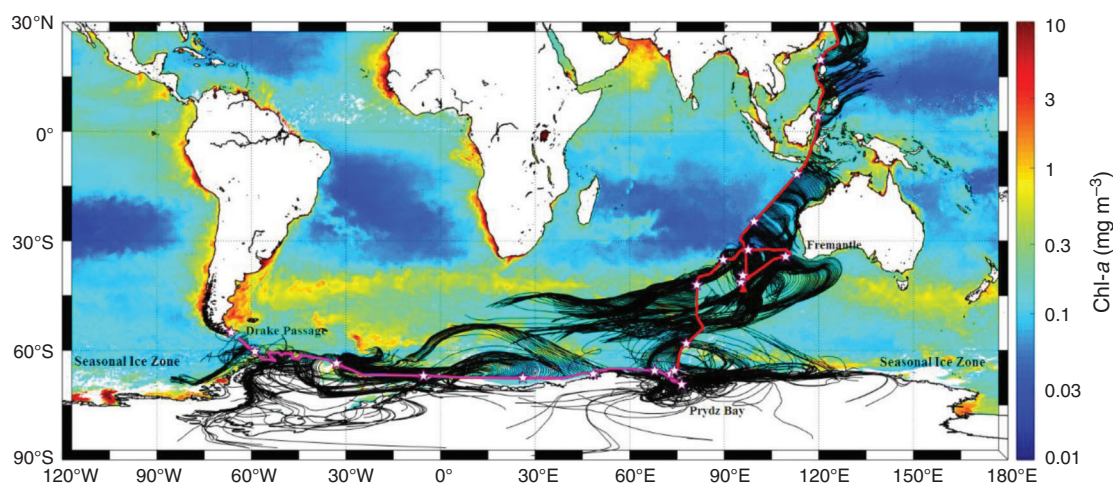 30°N
0°
30°S
60°S
90°S
120°W
90°W
60°W
30°W
0°
30°E
60°E
90°E
120°E
150°E
180°E
Fremantle
Drake Passage
Seasonal Ice Zone
Seasonal Ice Zone
Prydz Bay
10
3
1
0.3
0.1
0.03
0.01
Chl-a (mg m⁻³)